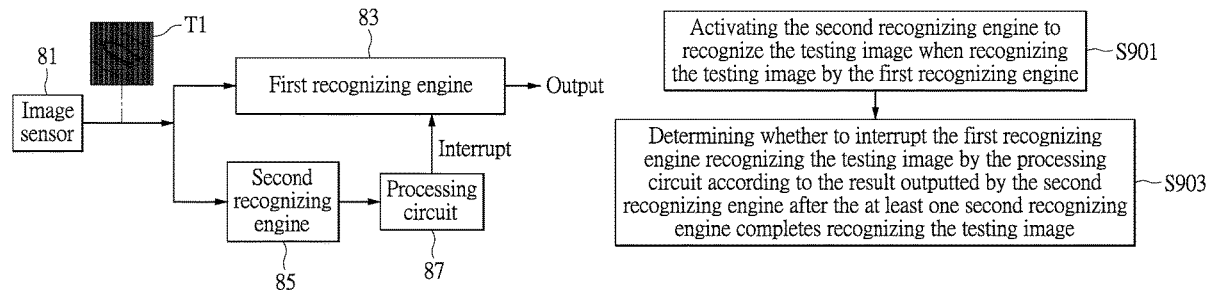 T1
81
Image
sensor
83
First recognizing engine
Output
Interrupt
Second
recognizing
engine
85
Processing
circuit
87
Activating the second recognizing engine to
recognize the testing image when recognizing
the testing image by the first recognizing engine
S901
Determining whether to interrupt the first recognizing
engine recognizing the testing image by the processing
circuit according to the result outputted by the second
recognizing engine after the at least one second recognizing
engine completes recognizing the testing image
S903